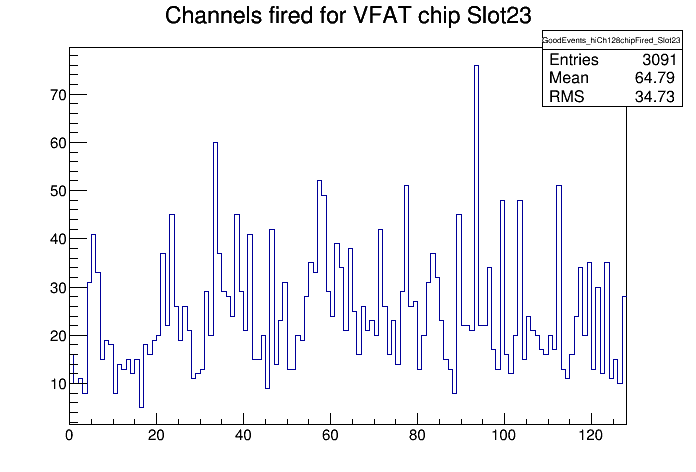 Channels fired for VFAT chip Slot23
GoodEvents_hiCh128chipFired_Slot23
Entries 3091
Mean 64.79
RMS 34.73
70
60
50
40
30
20
10
0 20 40 60 80 100 120